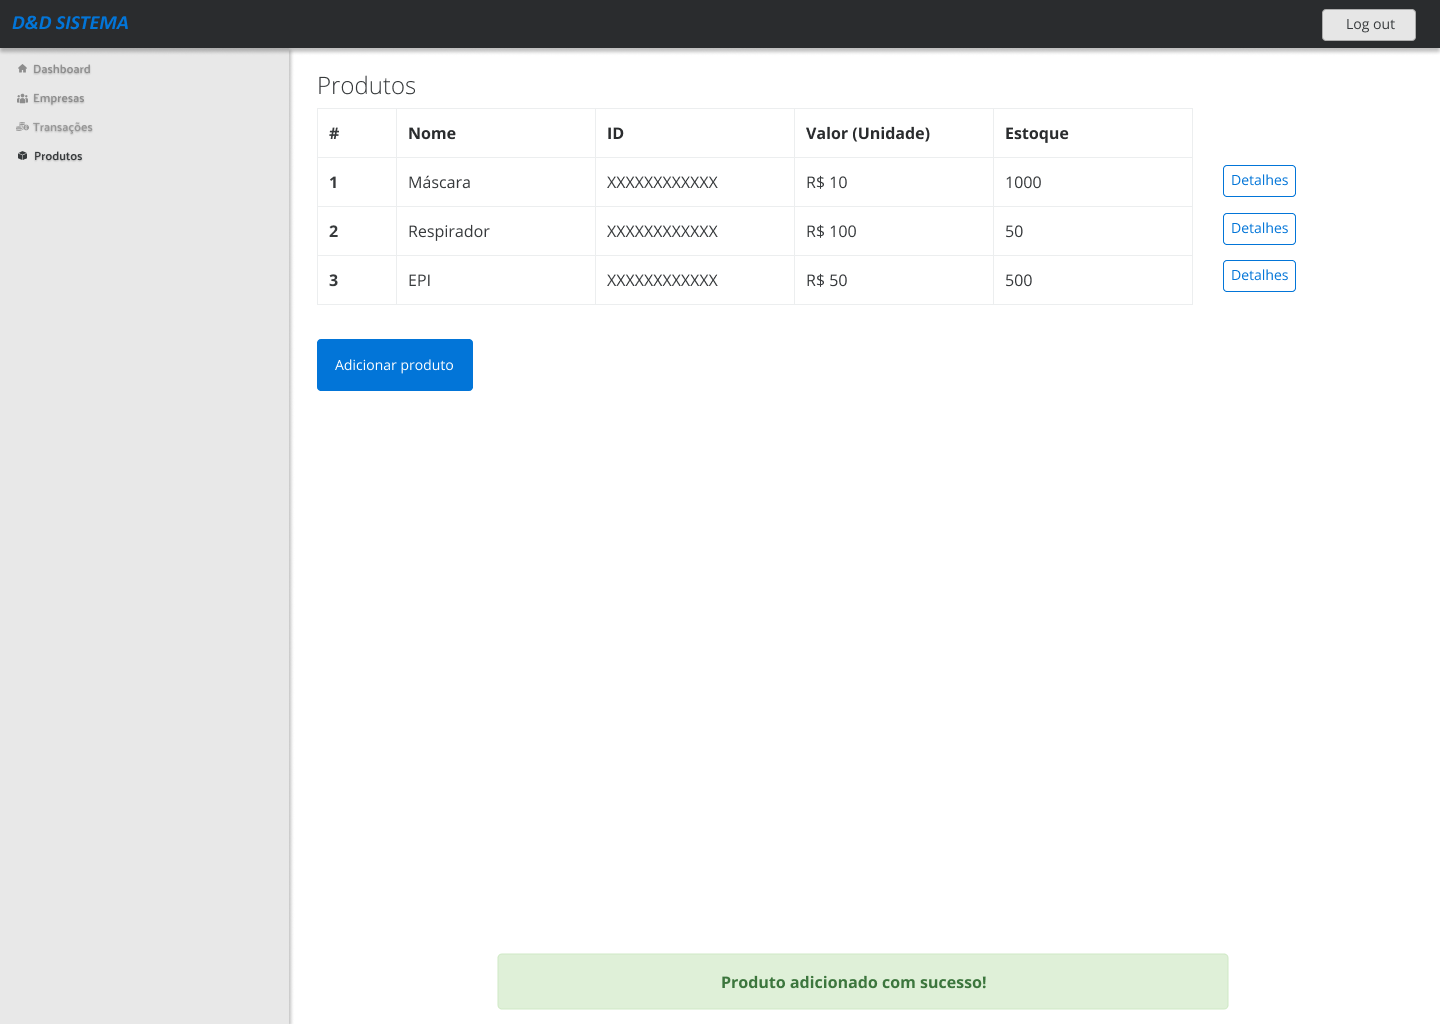 D&D SISTEMA
Log out
Dashboard
Empresas
Transações
Produtos
Produtos
# Nome ID Valor (Unidade) Estoque
1 Máscara XXXXXXXXXXXX R$ 10 1000 Detalhes
2 Respirador XXXXXXXXXXXX R$ 100 50 Detalhes
3 EPI XXXXXXXXXXXX R$ 50 500 Detalhes
Adicionar produto
Produto adicionado com sucesso!